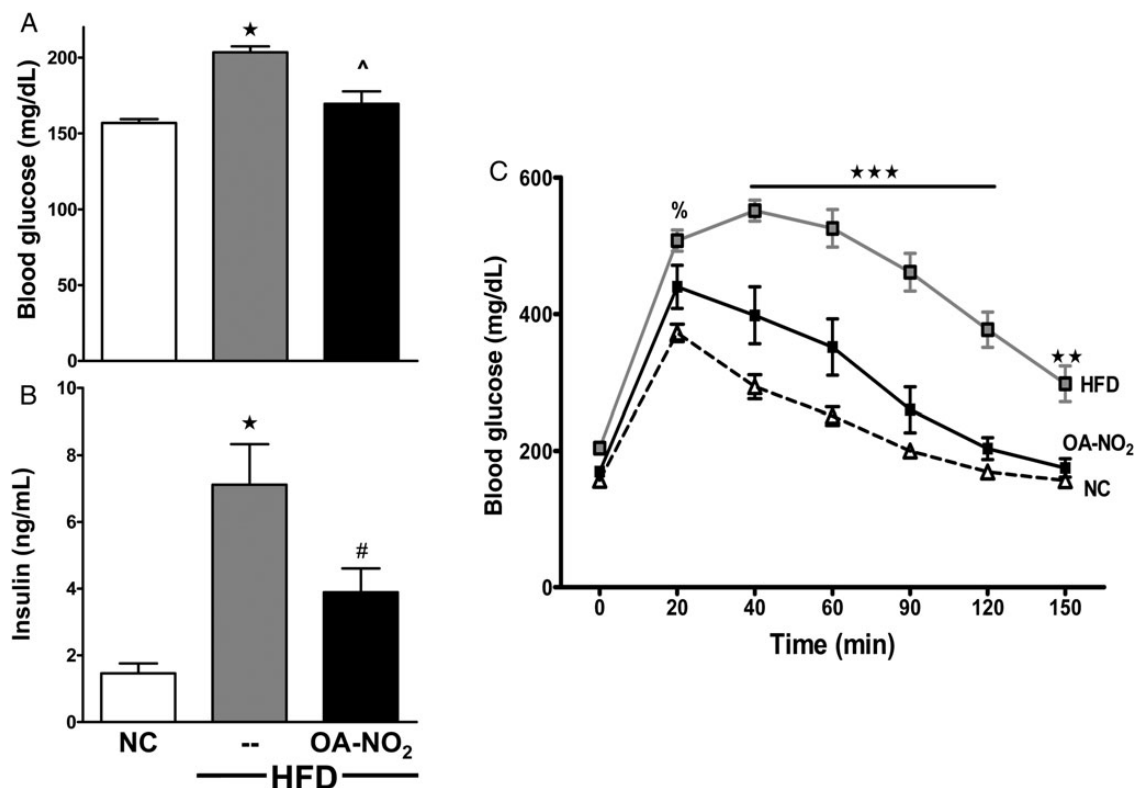 A
Blood glucose (mg/dL)
200
150
100
50
0
★
^
B
Insulin (ng/mL)
10
8
6
4
2
0
★
#
NC
--
OA-NO₂
HFD
C
Blood glucose (mg/dL)
600
400
200
0
%
★★★
★★
HFD
OA-NO₂
NC
0 20 40 60 90 120 150
Time (min)